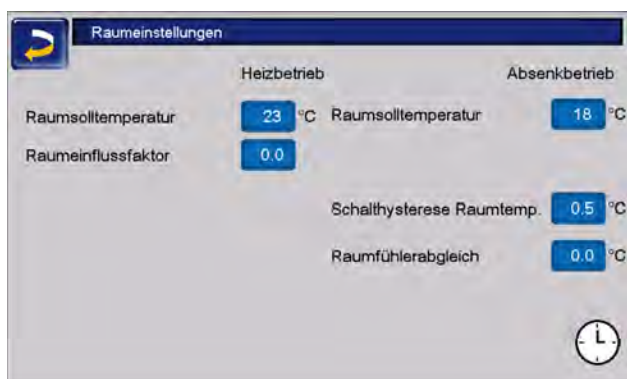 Raumeinstellungen
Heizbetrieb Absenkbetrieb
Raumsolltemperatur 23 °C Raumsolltemperatur 18 °C
Raumeinflussfaktor 0.0
Schalthysterese Raumtemp. 0.5 °C
Raumfühlerabgleich 0.0 °C